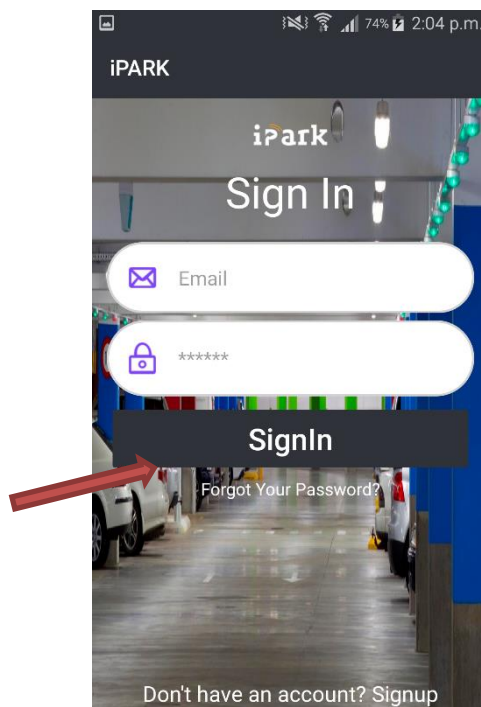 74% 2:04 p.m.
iPARK
iPark
Sign In
Email
******
SignIn
Forgot Your Password?
Don't have an account? Signup